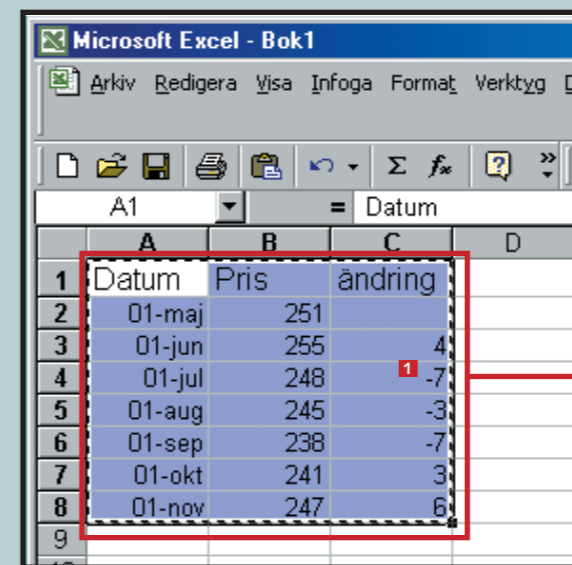 Microsoft Excel - Bok1
Arkiv Redigera Visa Infoga Format Verktyg D
Σ fx ?
A1 = Datum
A B C D
1 Datum Pris ändring
2 01-maj 251
3 01-jun 255 4
4 01-jul 248 1 -7
5 01-aug 245 -3
6 01-sep 238 -7
7 01-okt 241 3
8 01-nov 247 6
9